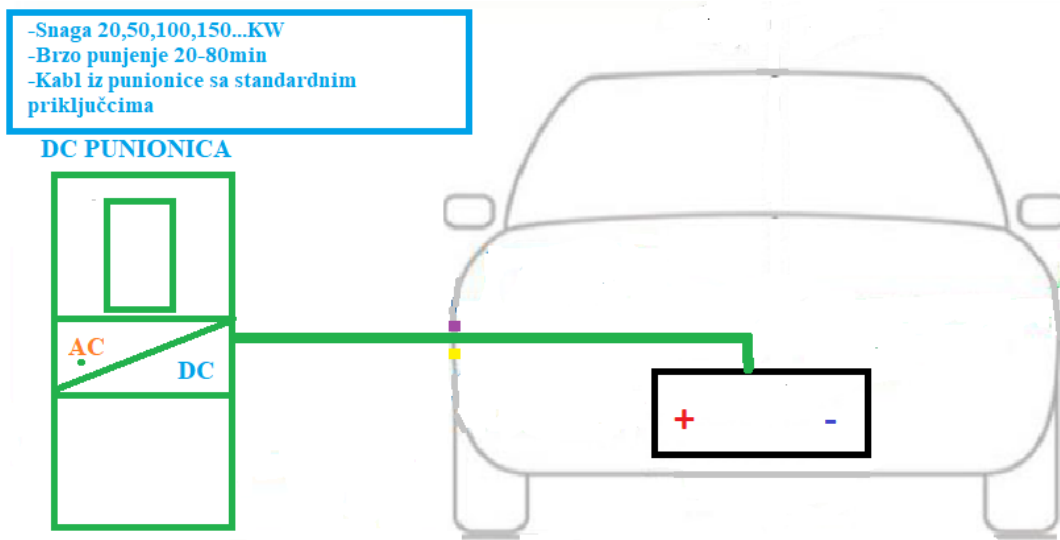 -Snaga 20,50,100,150...KW
-Brzo punjenje 20-80min
-Kabl iz punionice sa standardnim
priključcima
DC PUNIONICA
AC
DC
+ -